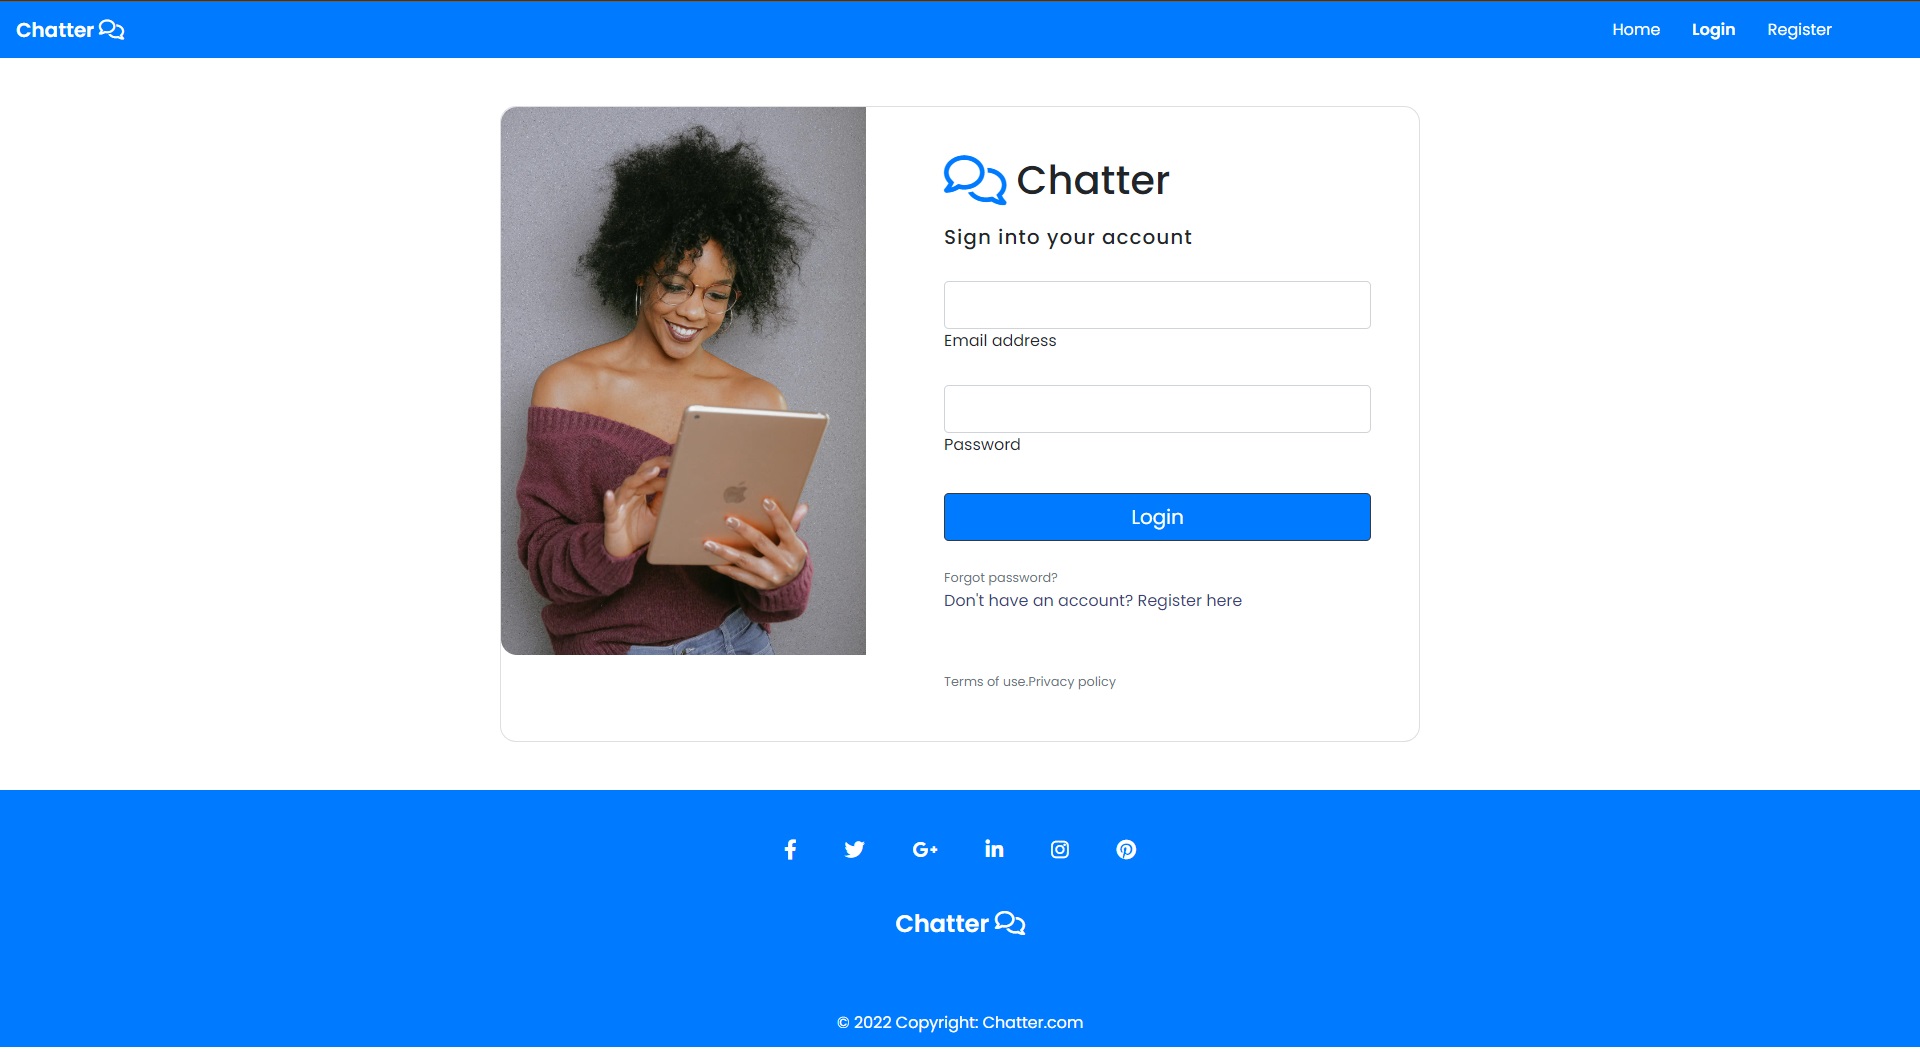 Chatter
Home Login Register
Chatter
Sign into your account
Email address
Password
Login
Forgot password?
Don't have an account? Register here
Terms of use.Privacy policy
Chatter
© 2022 Copyright: Chatter.com